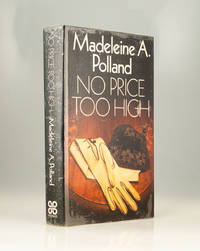 Madeleine A.
Polland
NO PRICE
TOO HIGH
NO PRICE TOO HIGH
Madeleine A. Polland